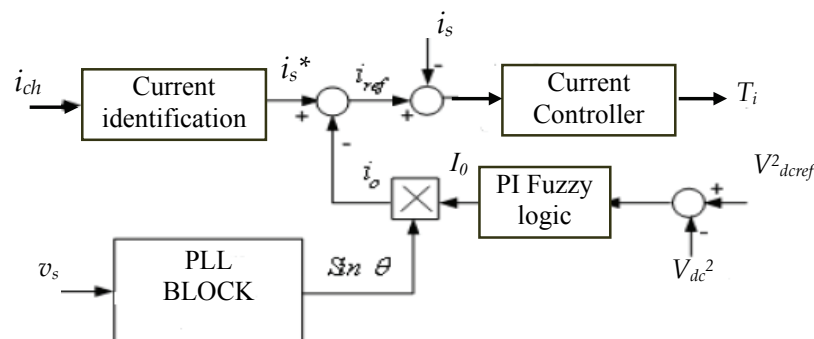 i_s
i_ch
Current
identification
i_s*
i_ref
-
+
+
Current
Controller
T_i
-
i_o
I_0
PI Fuzzy
logic
+
V²_dcref
-
V_dc²
v_s
PLL
BLOCK
Sin θ